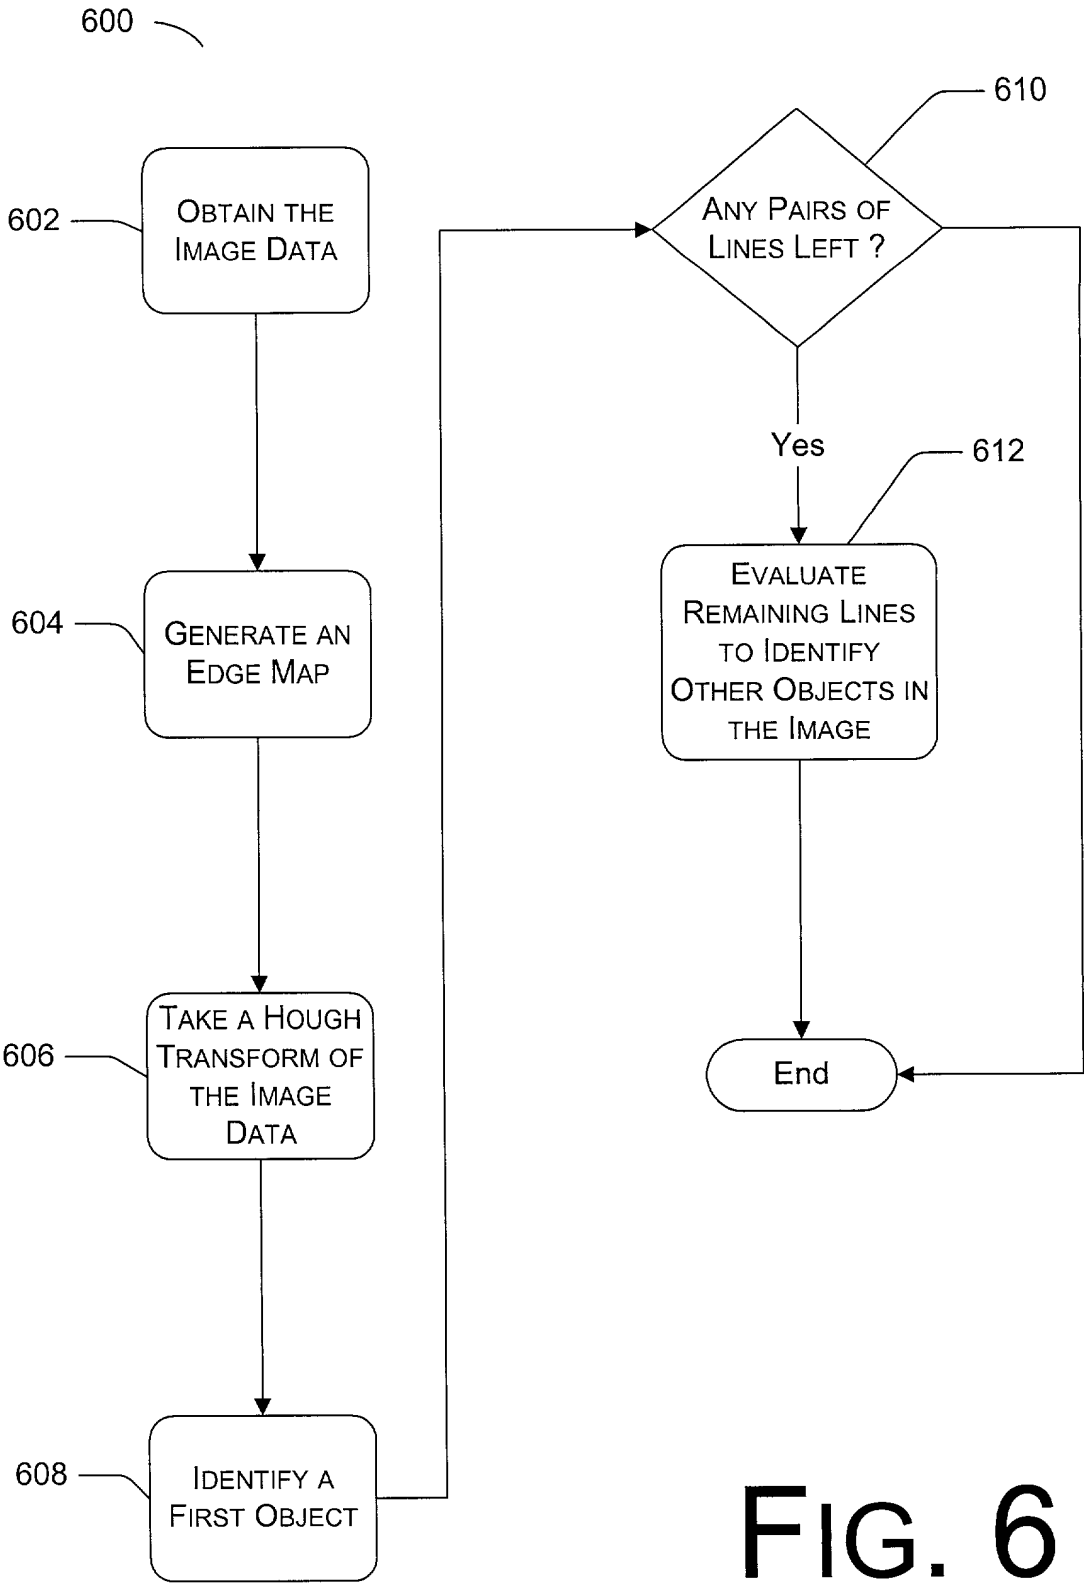 600
602
OBTAIN THE
IMAGE DATA
604
GENERATE AN
EDGE MAP
606
TAKE A HOUGH
TRANSFORM OF
THE IMAGE
DATA
608
IDENTIFY A
FIRST OBJECT
610
ANY PAIRS OF
LINES LEFT ?
Yes
612
EVALUATE
REMAINING LINES
TO IDENTIFY
OTHER OBJECTS IN
THE IMAGE
End
FIG. 6